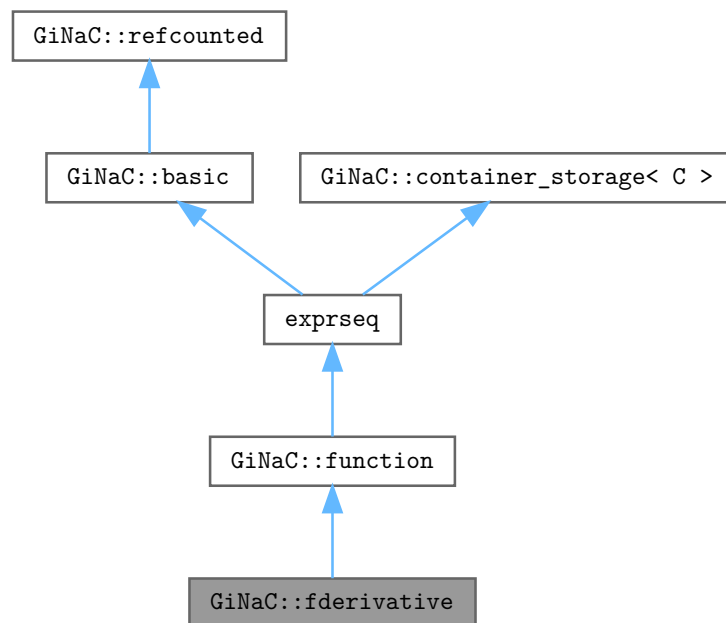 GiNaC::refcounted
GiNaC::basic
GiNaC::container_storage< C >
exprseq
GiNaC::function
GiNaC::fderivative